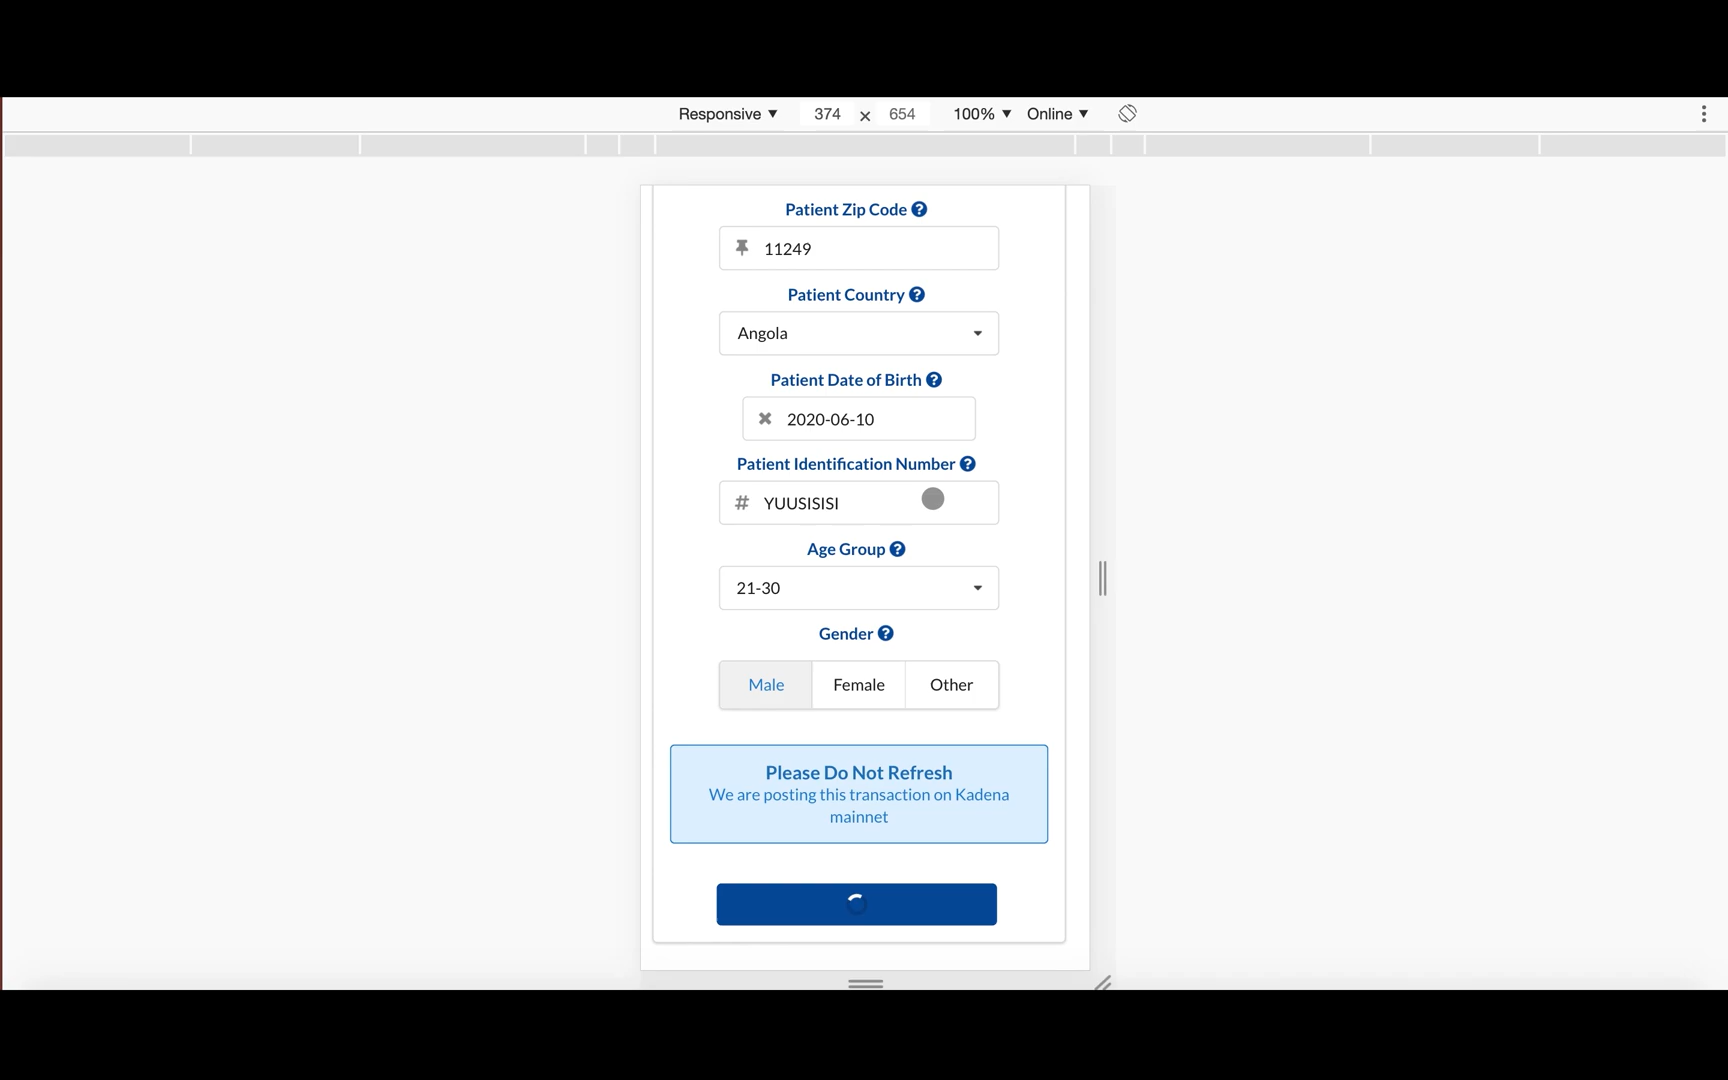 Responsive ▼ 374 × 654 100% ▼ Online ▼
Patient Zip Code
11249
Patient Country
Angola
Patient Date of Birth
2020-06-10
Patient Identification Number
# YUUSISISI
Age Group
21-30
Gender
Male Female Other
Please Do Not Refresh
We are posting this transaction on Kadena
mainnet